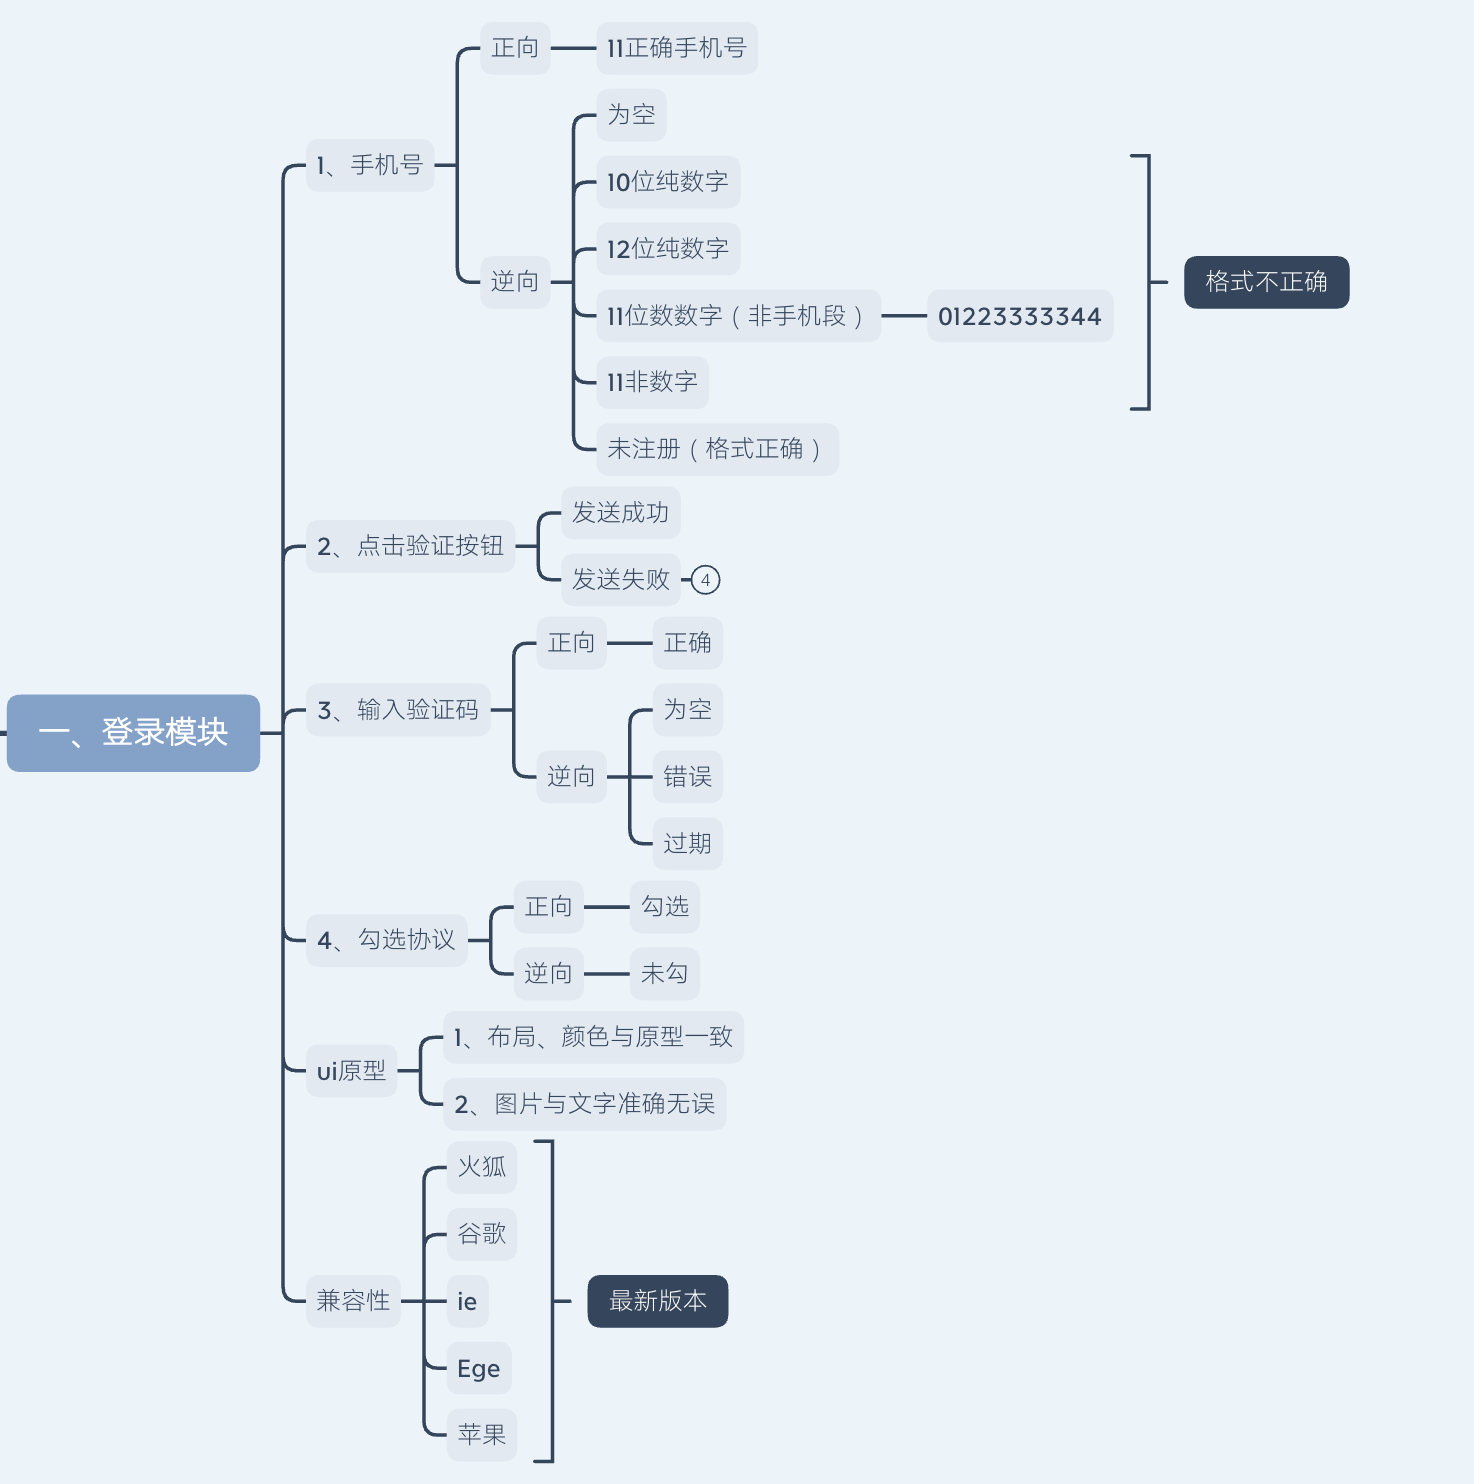 一、登录模块
1、手机号
正向
11正确手机号
逆向
为空
10位纯数字
12位纯数字
11位数数字（非手机段）
01223333344
11非数字
未注册（格式正确）
格式不正确
2、点击验证按钮
发送成功
发送失败
4
3、输入验证码
正向
正确
逆向
为空
错误
过期
4、勾选协议
正向
勾选
逆向
未勾
ui原型
1、布局、颜色与原型一致
2、图片与文字准确无误
兼容性
火狐
谷歌
ie
Ege
苹果
最新版本